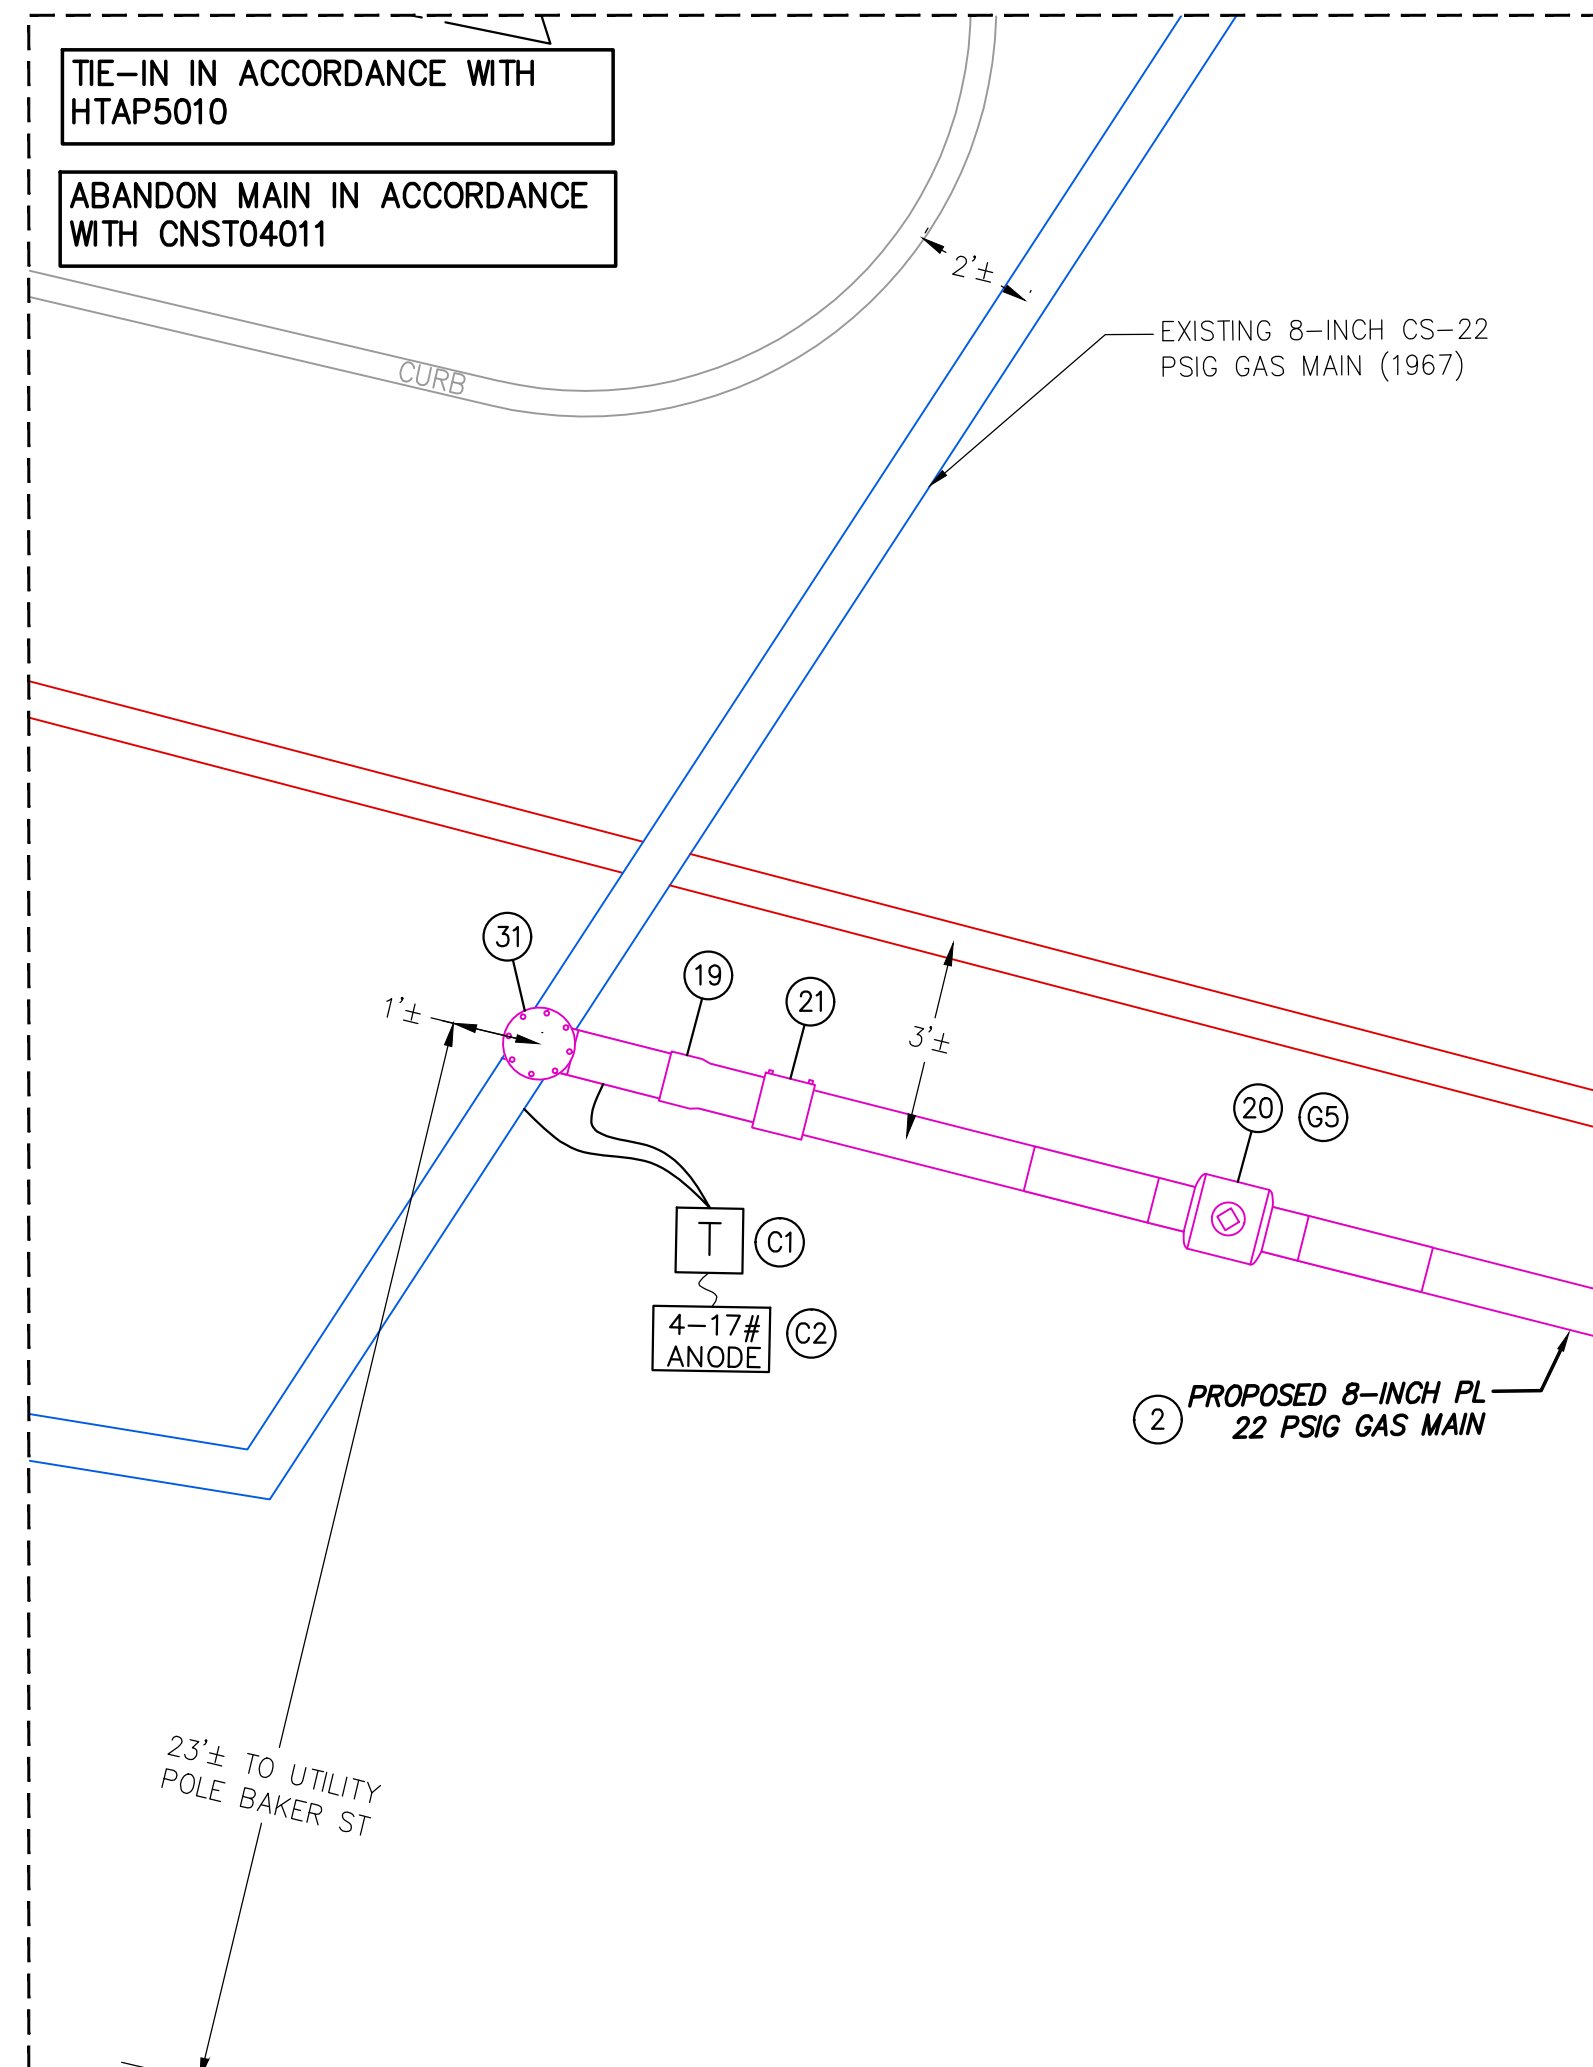 TIE-IN IN ACCORDANCE WITH
HTAP5010
ABANDON MAIN IN ACCORDANCE
WITH CNST04011
2'±
EXISTING 8-INCH CS-22
PSIG GAS MAIN (1967)
CURB
31
19
21
1'±
3'±
20
G5
T
C1
4-17#
ANODE
C2
2
PROPOSED 8-INCH PL
22 PSIG GAS MAIN
23'± TO UTILITY
POLE BAKER ST